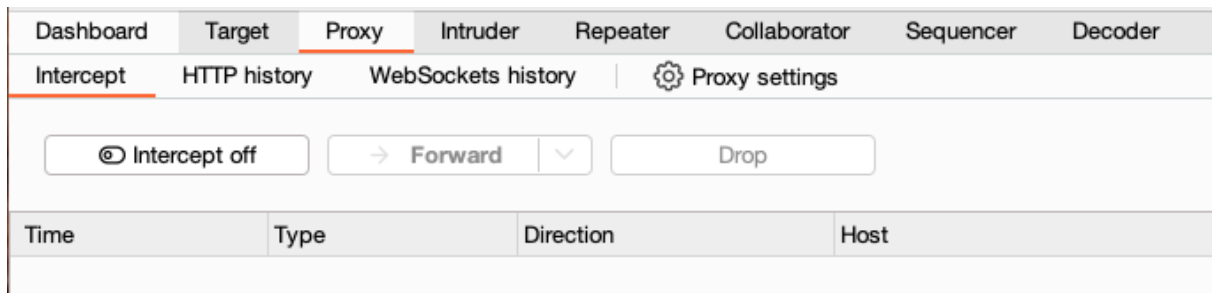 Dashboard Target Proxy Intruder Repeater Collaborator Sequencer Decoder
Intercept HTTP history WebSockets history Proxy settings
Intercept off Forward Drop
Time Type Direction Host